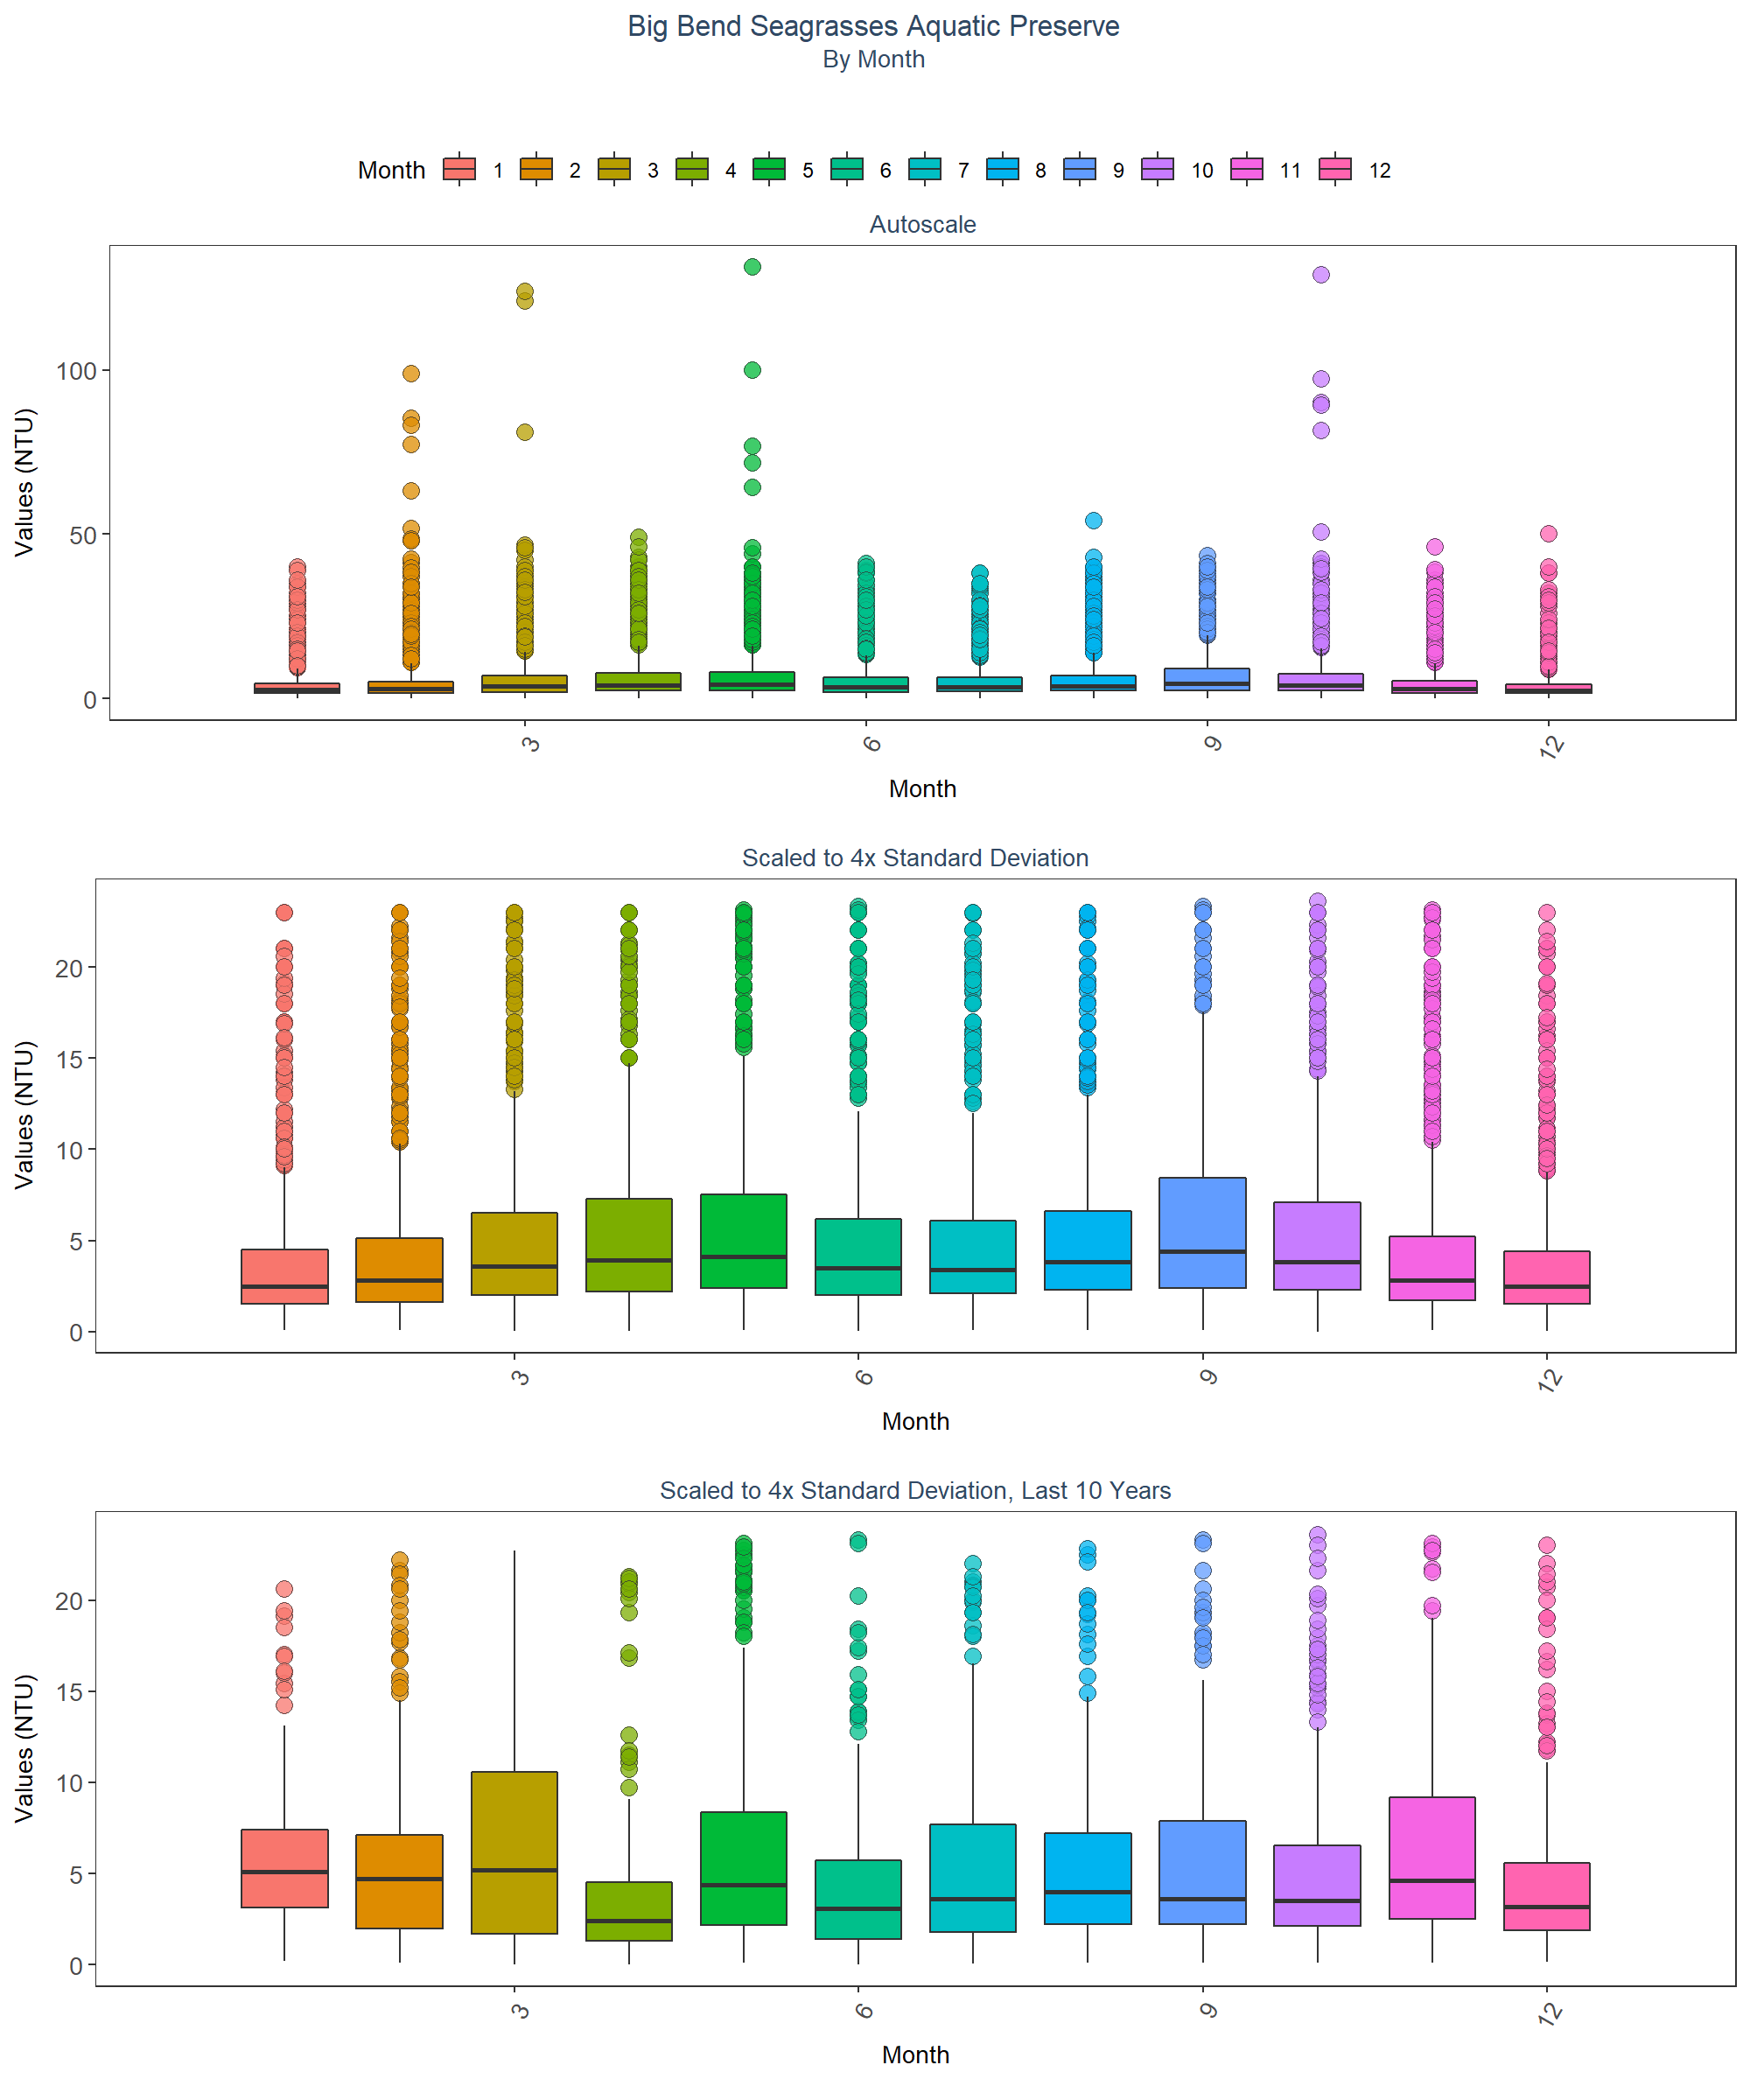 Big Bend Seagrasses Aquatic Preserve
By Month
Month 1 2 3 4 5 6 7 8 9 10 11 12
Autoscale
Values (NTU)
100
50
0
3 6 9 12
Month
Scaled to 4x Standard Deviation
Values (NTU)
20
15
10
5
0
3 6 9 12
Month
Scaled to 4x Standard Deviation, Last 10 Years
Values (NTU)
20
15
10
5
0
3 6 9 12
Month